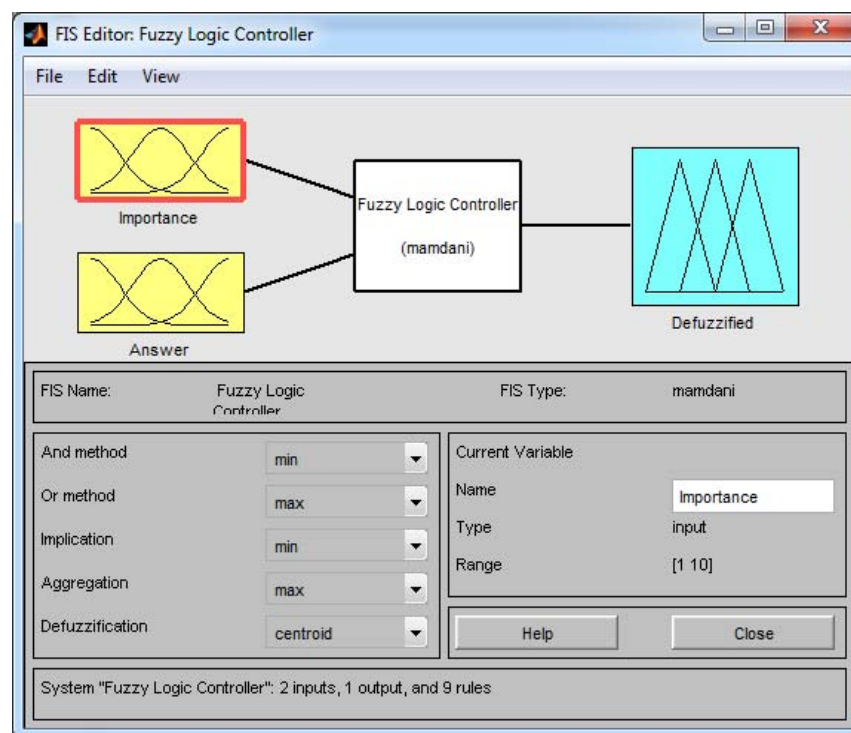 FIS Editor: Fuzzy Logic Controller
File Edit View
Importance
Fuzzy Logic Controller
(mamdani)
Answer
Defuzzified
FIS Name: Fuzzy Logic Controller FIS Type: mamdani
And method min
Or method max
Implication min
Aggregation max
Defuzzification centroid
Current Variable
Name Importance
Type input
Range [1 10]
Help Close
System "Fuzzy Logic Controller": 2 inputs, 1 output, and 9 rules